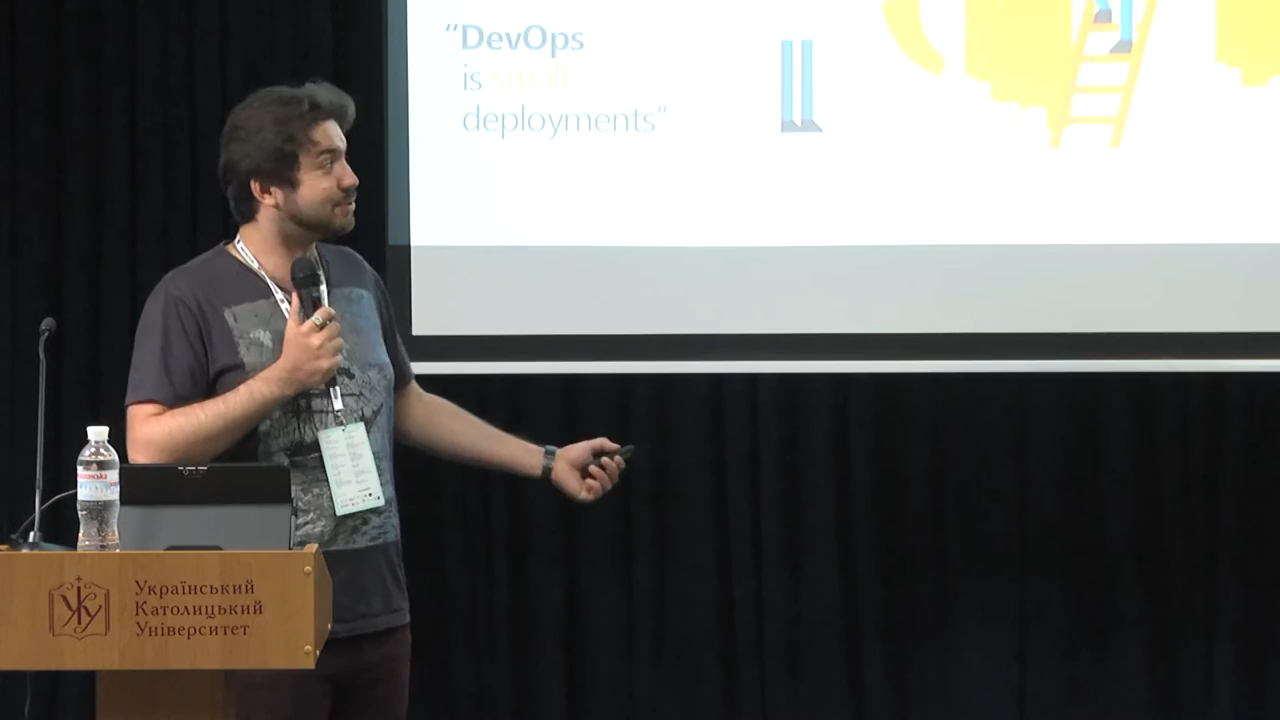 “DevOps
is small
deployments”
Український
Католицький
Університет